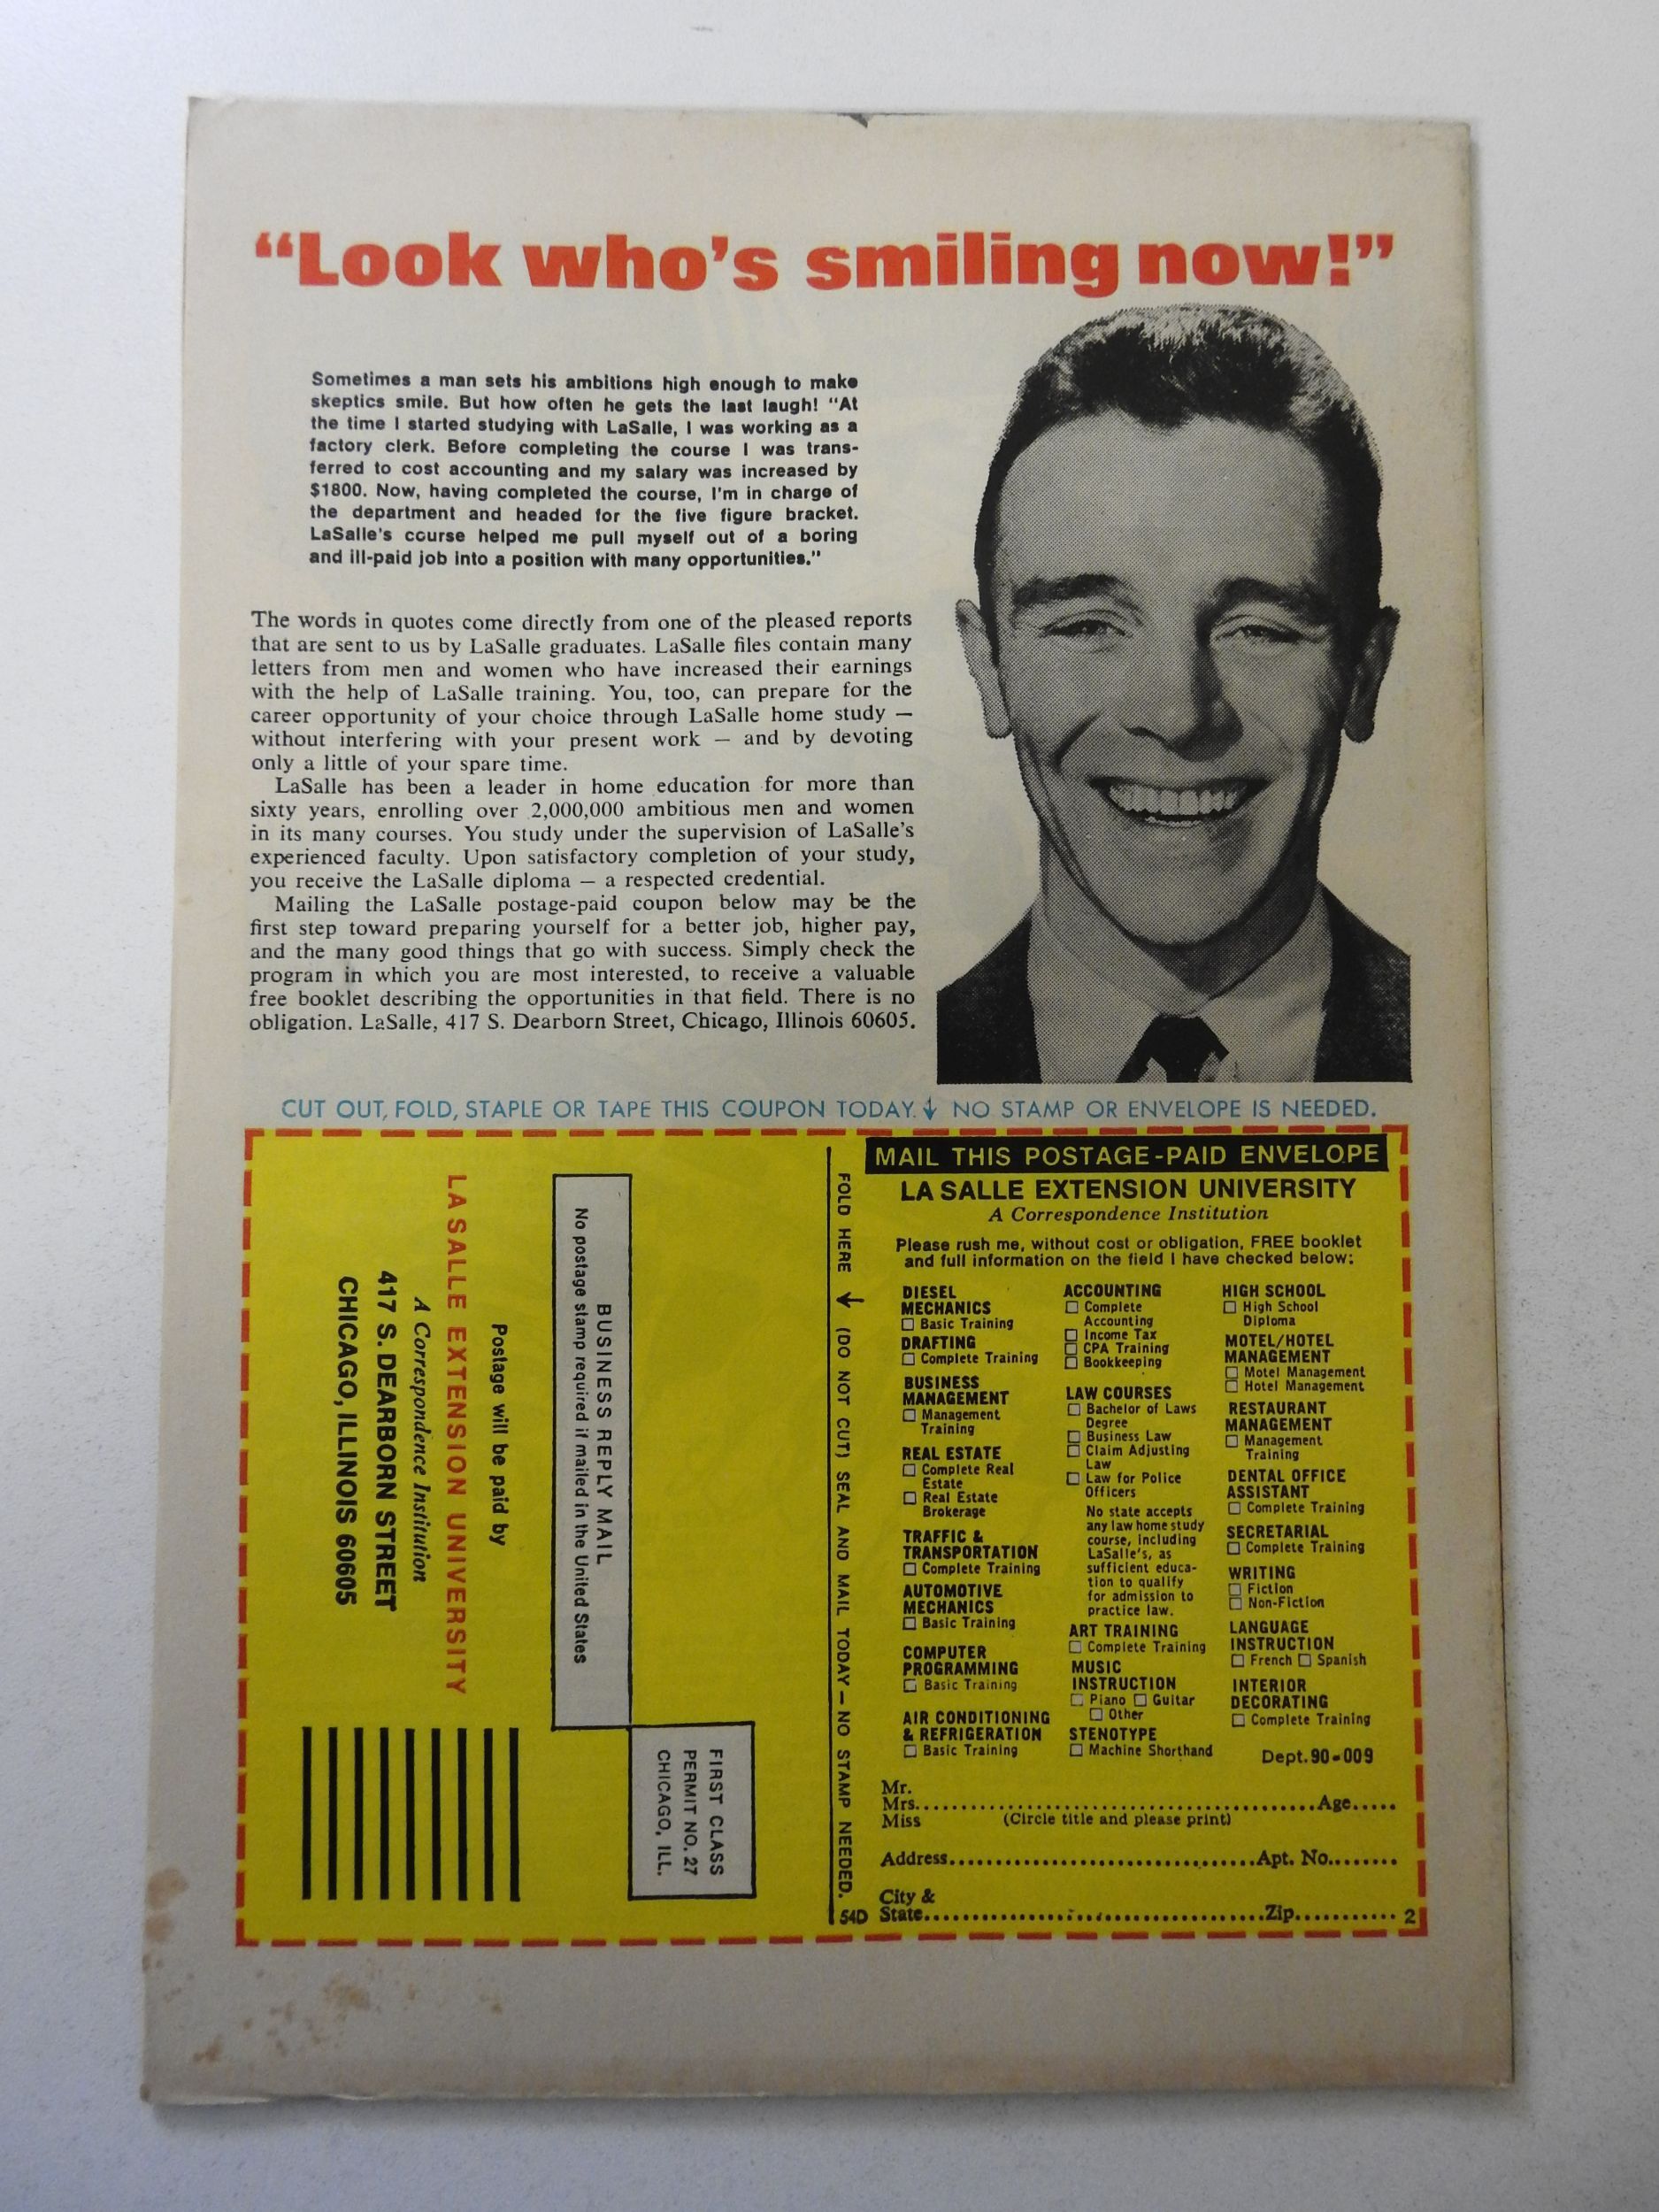 “Look who's smiling now!”
Sometimes a man sets his ambitions high enough to make
skeptics smile. But how often he gets the last laugh! “At
the time I started studying with LaSalle, I was working as a
factory clerk. Before completing the course I was trans-
ferred to cost accounting and my salary was increased by
$1800. Now, having completed the course, I'm in charge of
the department and headed for the five figure bracket.
LaSalle's course helped me pull myself out of a boring
and ill-paid job into a position with many opportunities.”
The words in quotes come directly from one of the pleased reports
that are sent to us by LaSalle graduates. LaSalle files contain many
letters from men and women who have increased their earnings
with the help of LaSalle training. You, too, can prepare for the
career opportunity of your choice through LaSalle home study —
without interfering with your present work — and by devoting
only a little of your spare time.
LaSalle has been a leader in home education for more than
sixty years, enrolling over 2,000,000 ambitious men and women
in its many courses. You study under the supervision of LaSalle's
experienced faculty. Upon satisfactory completion of your study,
you receive the LaSalle diploma — a respected credential.
Mailing the LaSalle postage-paid coupon below may be the
first step toward preparing yourself for a better job, higher pay,
and the many good things that go with success. Simply check the
program in which you are most interested, to receive a valuable
free booklet describing the opportunities in that field. There is no
obligation. LaSalle, 417 S. Dearborn Street, Chicago, Illinois 60605.
CUT OUT, FOLD, STAPLE OR TAPE THIS COUPON TODAY. ↓ NO STAMP OR ENVELOPE IS NEEDED.
FIRST CLASS
PERMIT NO. 27
CHICAGO, ILL.
BUSINESS REPLY MAIL
No postage stamp required if mailed in the United States
Postage will be paid by
LA SALLE EXTENSION UNIVERSITY
A Correspondence Institution
417 S. DEARBORN STREET
CHICAGO, ILLINOIS 60605
FOLD HERE ↓ (DO NOT CUT) SEAL AND MAIL TODAY — NO STAMP NEEDED.
54D
MAIL THIS POSTAGE-PAID ENVELOPE
LA SALLE EXTENSION UNIVERSITY
A Correspondence Institution
Please rush me, without cost or obligation, FREE booklet
and full information on the field I have checked below:
DIESEL
MECHANICS
☐ Basic Training
DRAFTING
☐ Complete Training
BUSINESS
MANAGEMENT
☐ Management
Training
REAL ESTATE
☐ Complete Real
Estate
☐ Real Estate
Brokerage
TRAFFIC &
TRANSPORTATION
☐ Complete Training
AUTOMOTIVE
MECHANICS
☐ Basic Training
COMPUTER
PROGRAMMING
☐ Basic Training
AIR CONDITIONING
& REFRIGERATION
☐ Basic Training
ACCOUNTING
☐ Complete
Accounting
☐ Income Tax
☐ CPA Training
☐ Bookkeeping
LAW COURSES
☐ Bachelor of Laws
Degree
☐ Business Law
☐ Claim Adjusting
Law
☐ Law for Police
Officers
No state accepts
any law home study
course, including
LaSalle's, as
sufficient educa-
tion to qualify
for admission to
practice law.
ART TRAINING
☐ Complete Training
MUSIC
INSTRUCTION
☐ Piano ☐ Guitar
☐ Other
STENOTYPE
☐ Machine Shorthand
HIGH SCHOOL
☐ High School
Diploma
MOTEL/HOTEL
MANAGEMENT
☐ Motel Management
☐ Hotel Management
RESTAURANT
MANAGEMENT
☐ Management
Training
DENTAL OFFICE
ASSISTANT
☐ Complete Training
SECRETARIAL
☐ Complete Training
WRITING
☐ Fiction
☐ Non-Fiction
LANGUAGE
INSTRUCTION
☐ French ☐ Spanish
INTERIOR
DECORATING
☐ Complete Training
Dept. 90-009
Mr.
Mrs. Age
Miss (Circle title and please print)
Address Apt. No.
City &
State Zip 2